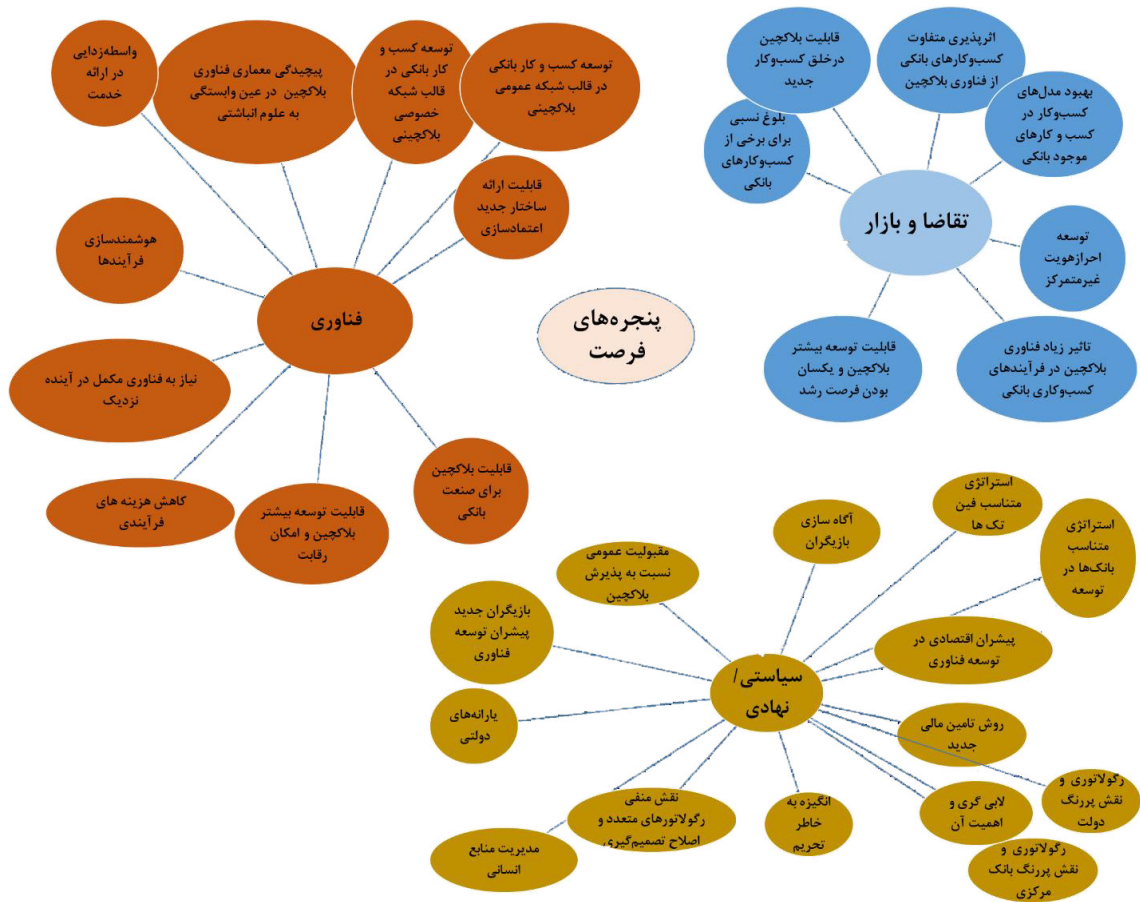 واسطه‌زدایی
در ارائه
خدمت
پیچیدگی معماری فناوری
بلاکچین در عین وابستگی
به علوم انباشتی
توسعه کسب و
کار بانکی در
قالب شبکه
خصوصی
بلاکچینی
توسعه کسب و کار بانکی
در قالب شبکه عمومی
بلاکچینی
قابلیت ارائه
ساختار جدید
اعتمادسازی
هوشمندسازی
فرآیندها
فناوری
نیاز به فناوری مکمل در آینده
نزدیک
کاهش هزینه های
فرآیندی
قابلیت توسعه بیشتر
بلاکچین و امکان
رقابت
قابلیت بلاکچین
برای صنعت
بانکی
پنجره‌های
فرصت
قابلیت بلاکچین
درخلق کسب‌وکار
جدید
اثرپذیری متفاوت
کسب‌وکارهای بانکی
از فناوری بلاکچین
بهبود مدل‌های
کسب‌وکار در
کسب و کارهای
موجود بانکی
بلوغ نسبی
برای برخی از
کسب‌وکارهای
بانکی
تقاضا و بازار
توسعه
احرازهویت
غیرمتمرکز
قابلیت توسعه بیشتر
بلاکچین و یکسان
بودن فرصت رشد
تاثیر زیاد فناوری
بلاکچین در فرآیندهای
کسب‌وکاری بانکی
استراتژی
متناسب فین
تک ها
استراتژی
متناسب
بانک‌ها در
توسعه
آگاه سازی
بازیگران
مقبولیت عمومی
نسبت به پذیرش
بلاکچین
بازیگران جدید
پیشران توسعه
فناوری
پیشران اقتصادی در
توسعه فناوری
سیاستی/
نهادی
یارانه‌های
دولتی
روش تامین مالی
جدید
رگولاتوری و
نقش پررنگ
دولت
لابی گری و
اهمیت آن
رگولاتوری و
نقش پررنگ بانک
مرکزی
انگیزه به
خاطر
تحریم
نقش منفی
رگولاتورهای متعدد و
اصلاح تصمیم‌گیری
مدیریت منابع
انسانی